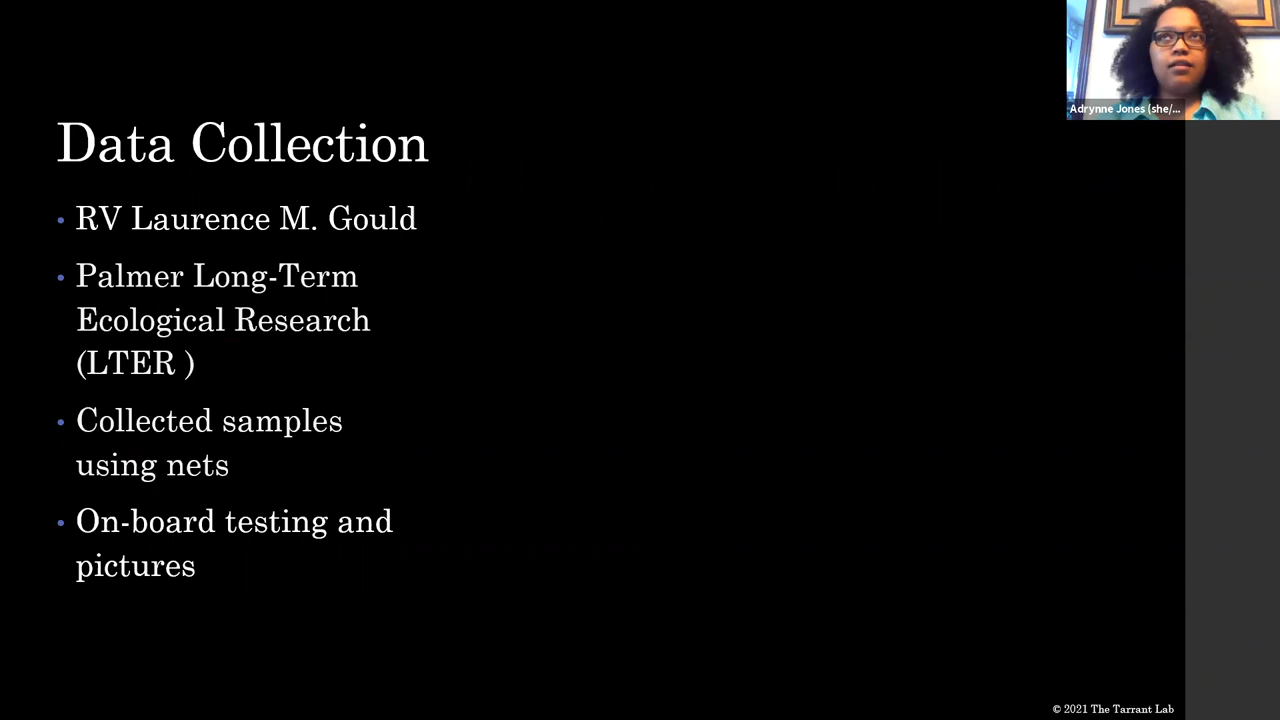 Adrynne Jones (she/...
Data Collection
• RV Laurence M. Gould
• Palmer Long-Term
Ecological Research
(LTER )
• Collected samples
using nets
• On-board testing and
pictures
© 2021 The Tarrant Lab